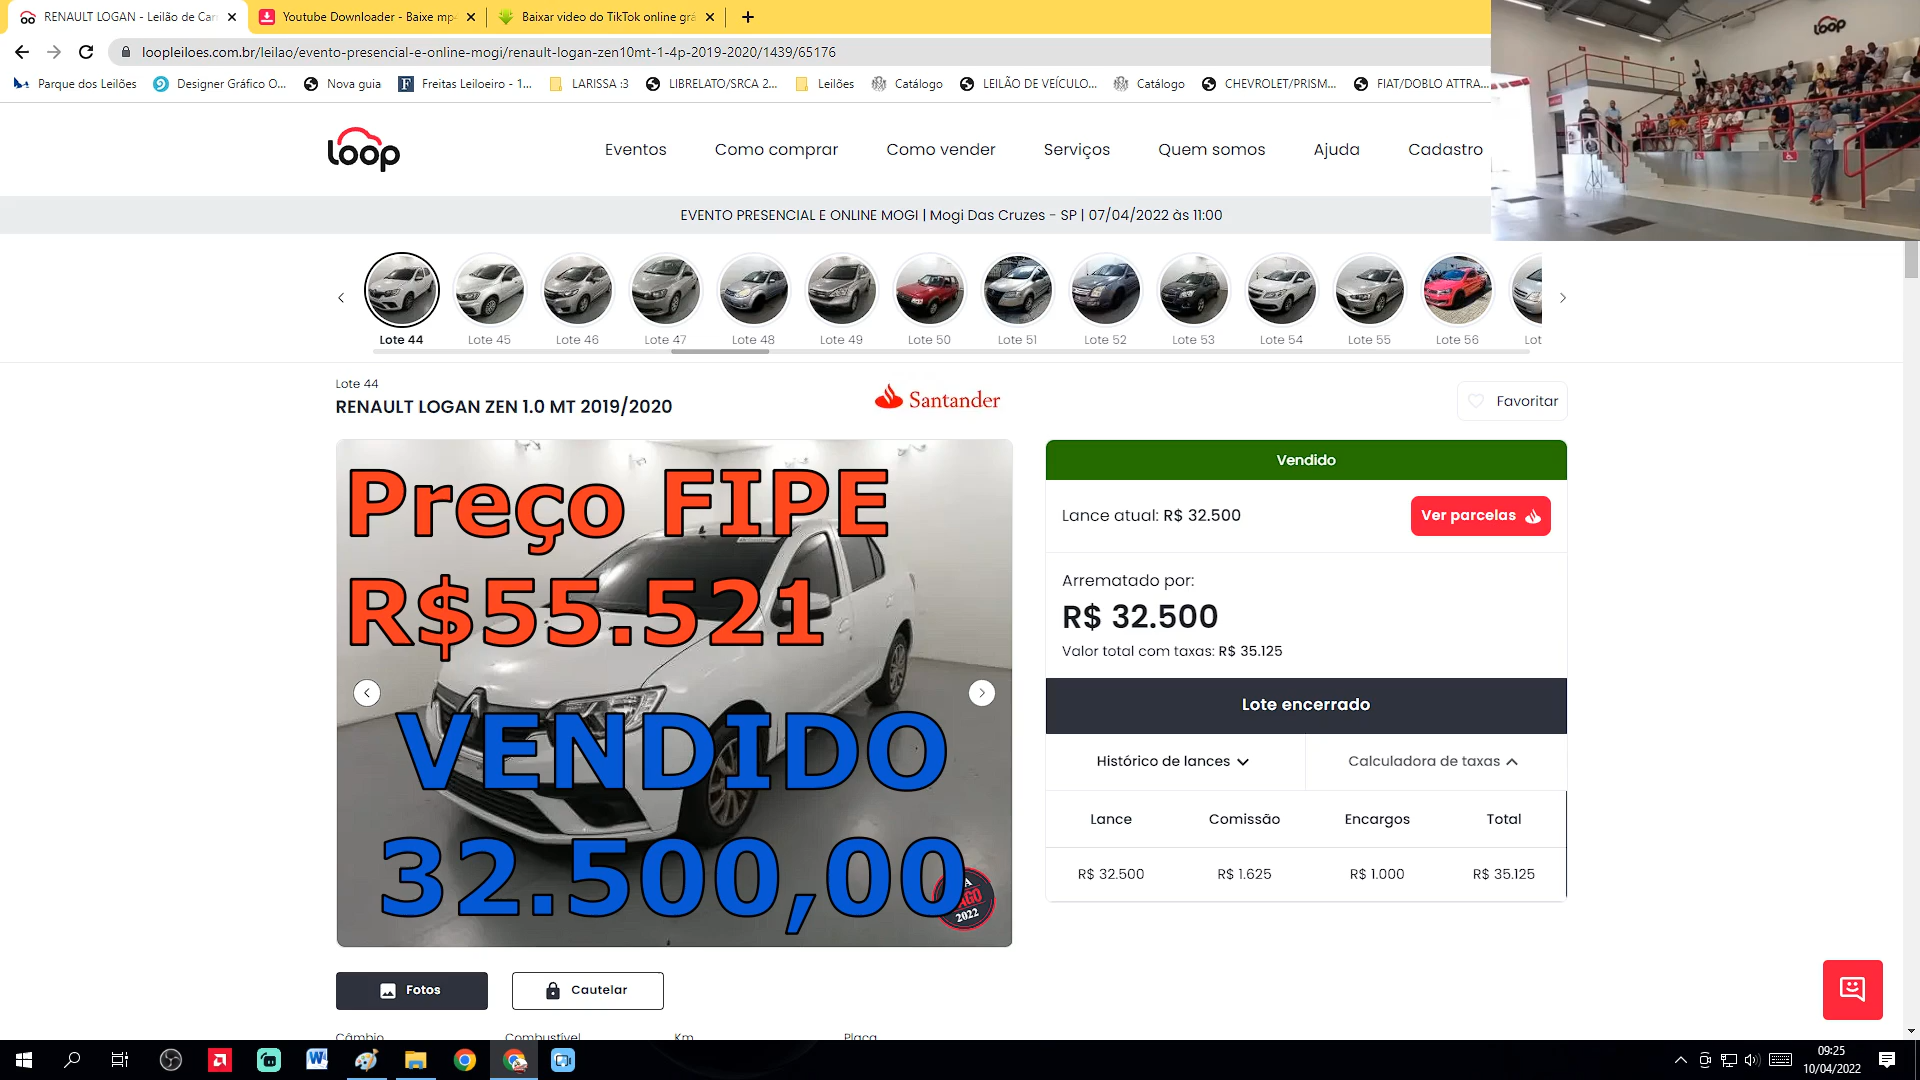 RENAULT LOGAN - Leilão de Car
Youtube Downloader - Baixe mp
Baixar video do TikTok online grá
loopleiloes.com.br/leilao/evento-presencial-e-online-mogi/renault-logan-zen10mt-1-4p-2019-2020/1439/65176
Parque dos Leilões
Designer Gráfico O...
Nova guia
Freitas Leiloeiro - 1...
LARISSA :3
LIBRELATO/SRCA 2...
Leilões
Catálogo
LEILÃO DE VEÍCULO...
Catálogo
CHEVROLET/PRISM...
FIAT/DOBLO ATTRA...
loop
loop
Eventos
Como comprar
Como vender
Serviços
Quem somos
Ajuda
Cadastro
EVENTO PRESENCIAL E ONLINE MOGI | Mogi Das Cruzes - SP | 07/04/2022 às 11:00
Lote 44
Lote 45
Lote 46
Lote 47
Lote 48
Lote 49
Lote 50
Lote 51
Lote 52
Lote 53
Lote 54
Lote 55
Lote 56
Lot
Lote 44
RENAULT LOGAN ZEN 1.0 MT 2019/2020
Santander
Favoritar
Preço FIPE
R$55.521
VENDIDO
32.500,00
2022
Vendido
Lance atual: R$ 32.500
Ver parcelas
Arrematado por:
R$ 32.500
Valor total com taxas: R$ 35.125
Lote encerrado
Histórico de lances
Calculadora de taxas
Lance Comissão Encargos Total
R$ 32.500 R$ 1.625 R$ 1.000 R$ 35.125
Fotos
Cautelar
Câmbio Combustível Km Placa
09:25
10/04/2022